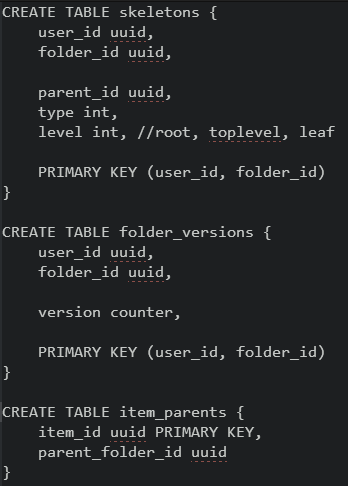 CREATE TABLE skeletons {
user_id uuid,
folder_id uuid,
parent_id uuid,
type int,
level int, //root, toplevel, leaf
PRIMARY KEY (user_id, folder_id)
}
CREATE TABLE folder_versions {
user_id uuid,
folder_id uuid,
version counter,
PRIMARY KEY (user_id, folder_id)
}
CREATE TABLE item_parents {
item_id uuid PRIMARY KEY,
parent_folder_id uuid
}